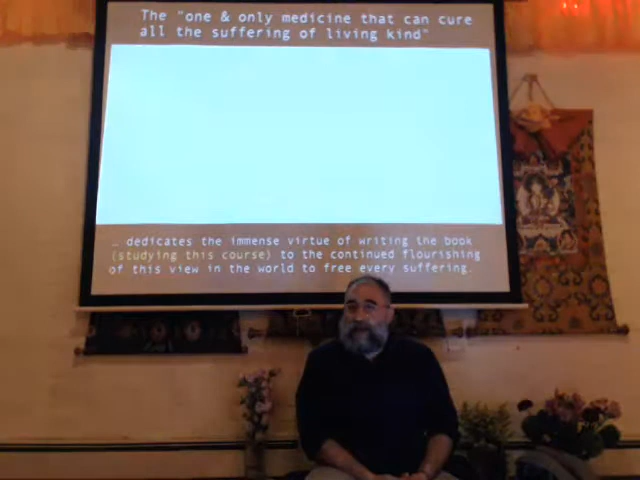 The "one & only medicine that can cure
all the suffering of living kind"
… dedicates the immense virtue of writing the book
(studying this course) to the continued flourishing
of this view in the world to free every suffering.